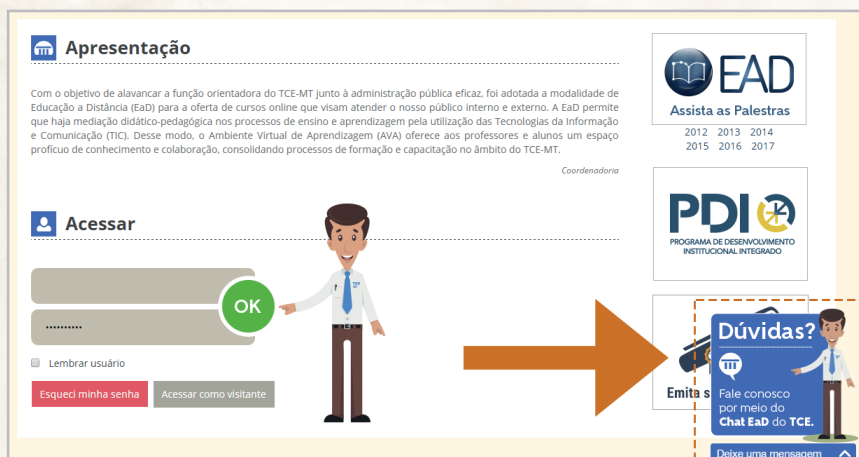 Apresentação
Com o objetivo de alavancar a função orientadora do TCE-MT junto à administração pública eficaz, foi adotada a modalidade de
Educação a Distância (EaD) para a oferta de cursos online que visam atender o nosso público interno e externo. A EaD permite
que haja mediação didático-pedagógica nos processos de ensino e aprendizagem pela utilização das Tecnologias da Informação
e Comunicação (TIC). Desse modo, o Ambiente Virtual de Aprendizagem (AVA) oferece aos professores e alunos um espaço
profícuo de conhecimento e colaboração, consolidando processos de formação e capacitação no âmbito do TCE-MT.
Coordenadoria
Acessar
OK
Lembrar usuário
Esqueci minha senha
Acessar como visitante
EAD
Assista as Palestras
2012 2013 2014
2015 2016 2017
PDI
PROGRAMA DE DESENVOLVIMENTO
INSTITUCIONAL INTEGRADO
Emita s
Dúvidas?
Fale conosco
por meio do
Chat EaD do TCE.
Deixe uma mensagem